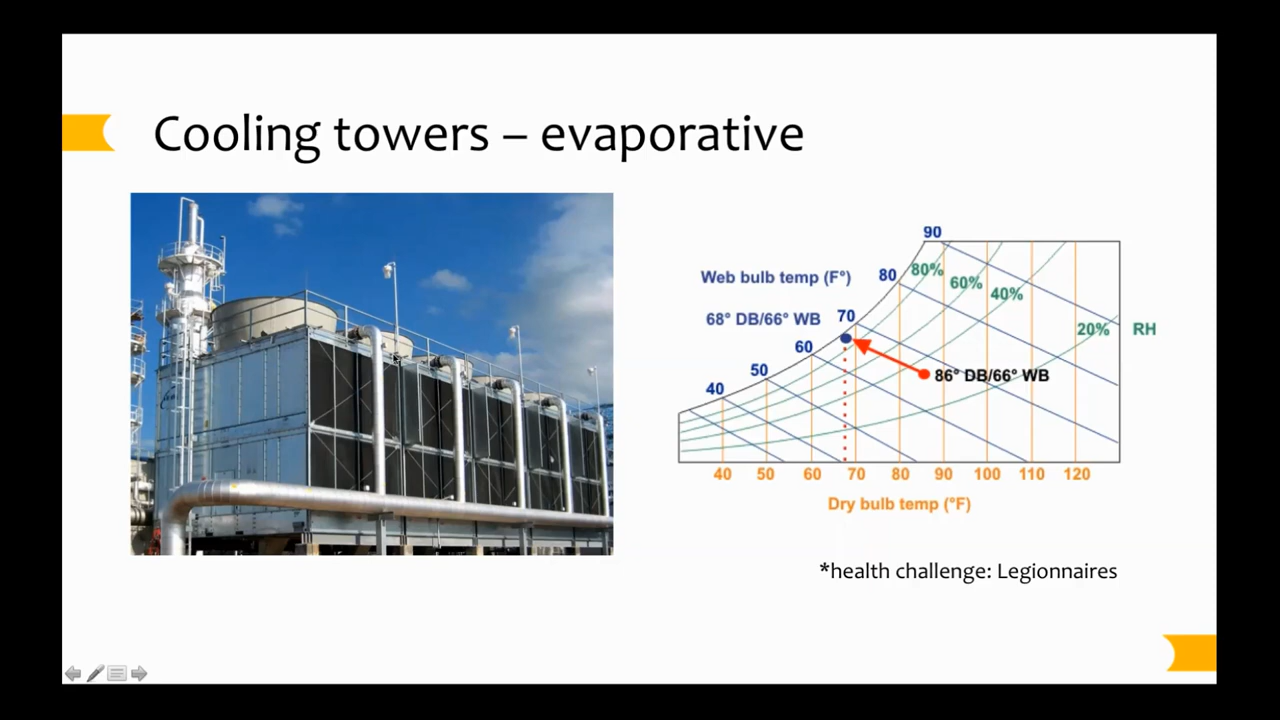 Cooling towers – evaporative
90
Web bulb temp (F°)
80
80%
60%
40%
68° DB/66° WB
70
20%
RH
60
50
86° DB/66° WB
40
40 50 60 70 80 90 100 110 120
Dry bulb temp (°F)
*health challenge: Legionnaires